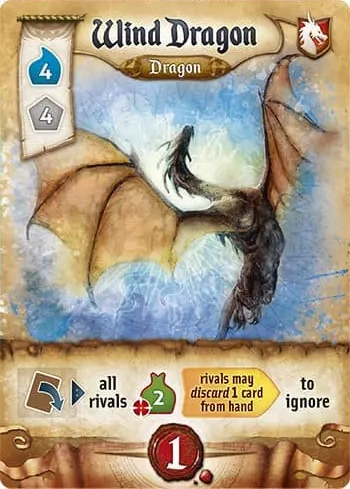 Wind Dragon
Dragon
4
4
all
rivals
2
rivals may
discard 1 card
from hand
to
ignore
1